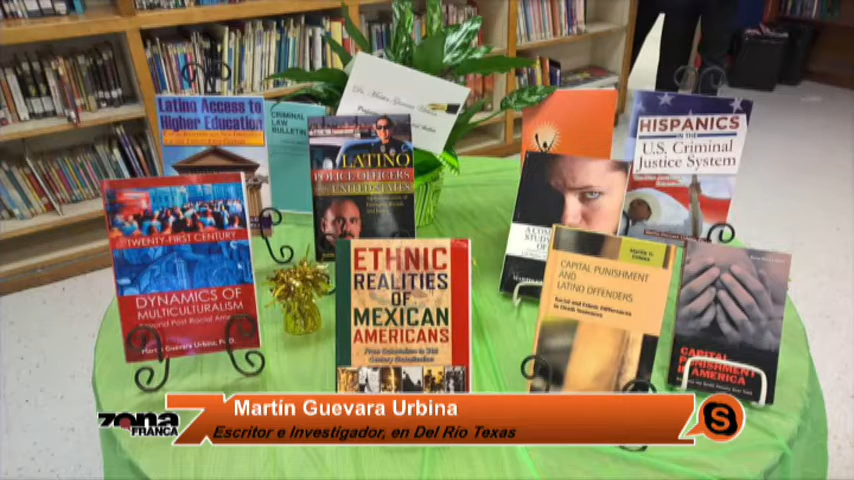 Latino Access to
Higher Education
CRIMINAL
LAW
BULLETIN
LATINO
POLICE OFFICERS
UNITED STATES
HISPANICS
IN THE
U.S. Criminal
Justice System
TWENTY-FIRST CENTURY
DYNAMICS OF
MULTICULTURALISM
Beyond Post-Racial America
Martin Guevara Urbina, Ph.D.
ETHNIC
REALITIES
OF
MEXICAN
AMERICANS
From Colonialism to 21st
Century Globalization
CAPITAL PUNISHMENT
AND
LATINO OFFENDERS
Racial and Ethnic Differences
in Death Sentences
CAPITAL
PUNISHMENT
IN AMERICA
Martín Guevara Urbina
Escritor e Investigador, en Del Río Texas
zona
FRANCA
S